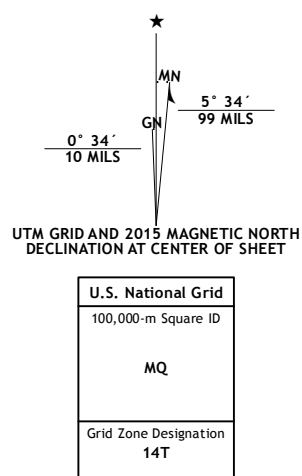 ★
MN
5° 34´
99 MILS
GN
0° 34´
10 MILS
UTM GRID AND 2015 MAGNETIC NORTH
DECLINATION AT CENTER OF SHEET
U.S. National Grid
100,000-m Square ID
MQ
Grid Zone Designation
14T